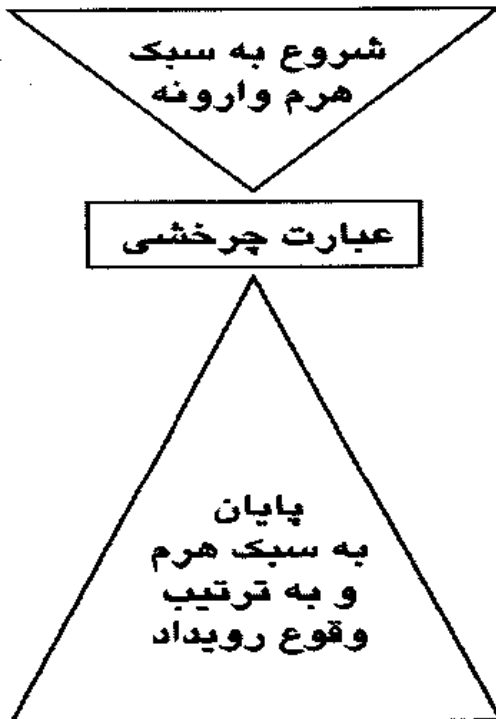 شروع به سبک
هرم وارونه
عبارت چرخشی
پایان
به سبک هرم
و به ترتیب
وقوع رویداد